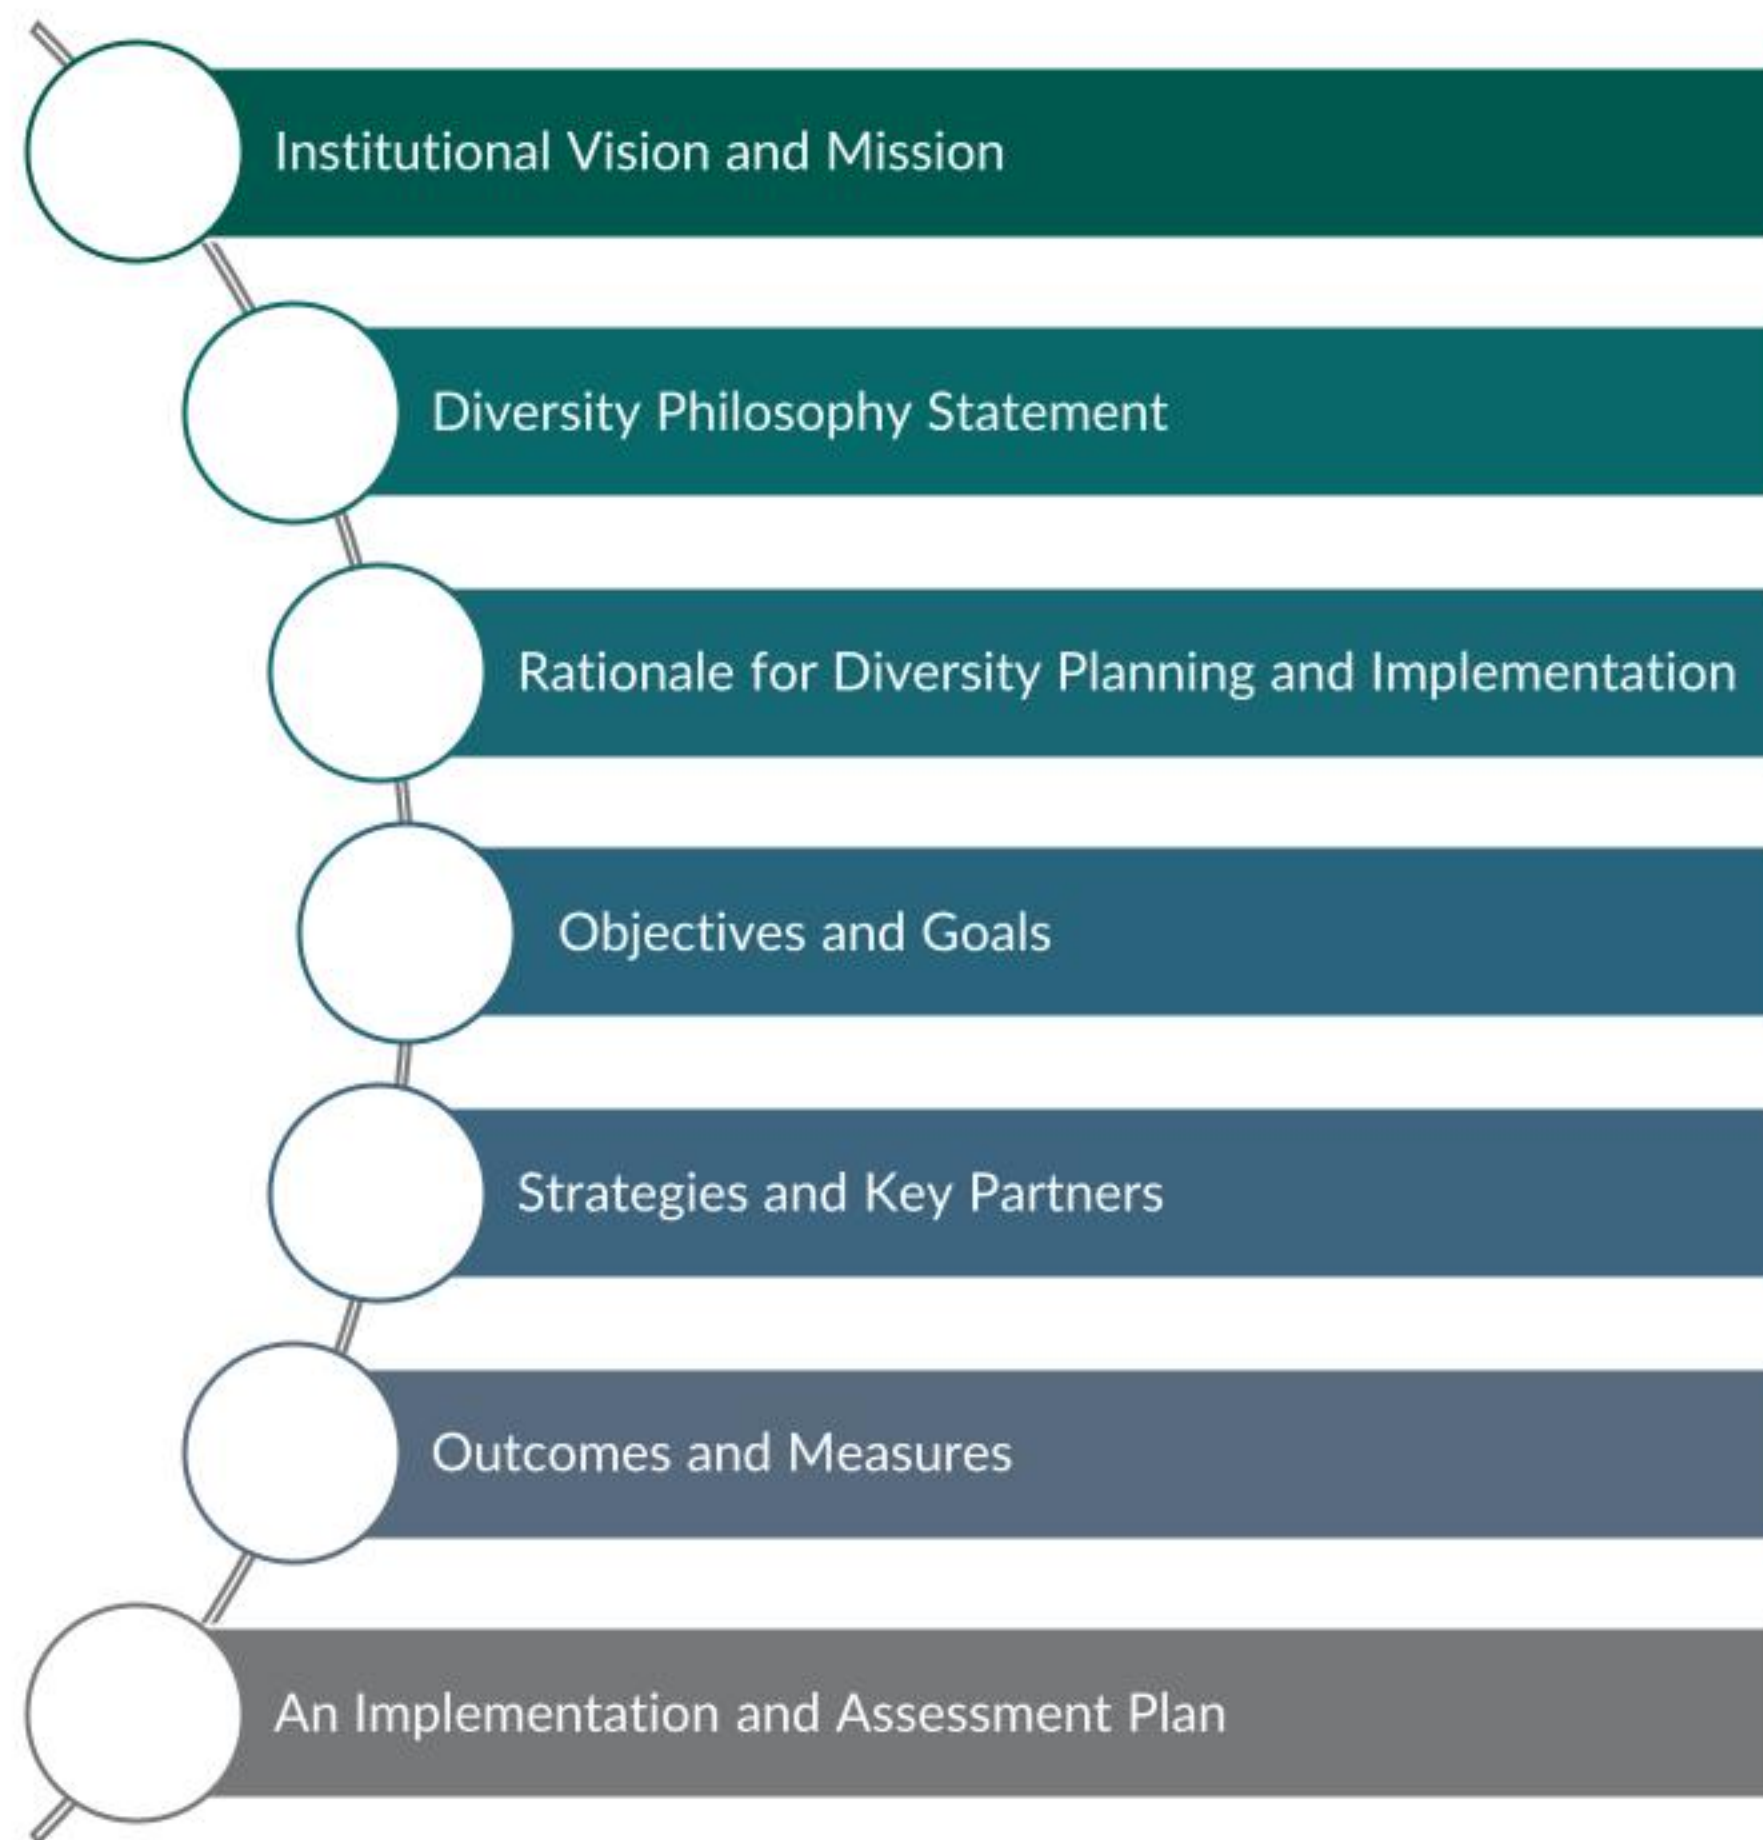 Institutional Vision and Mission
Diversity Philosophy Statement
Rationale for Diversity Planning and Implementation
Objectives and Goals
Strategies and Key Partners
Outcomes and Measures
An Implementation and Assessment Plan